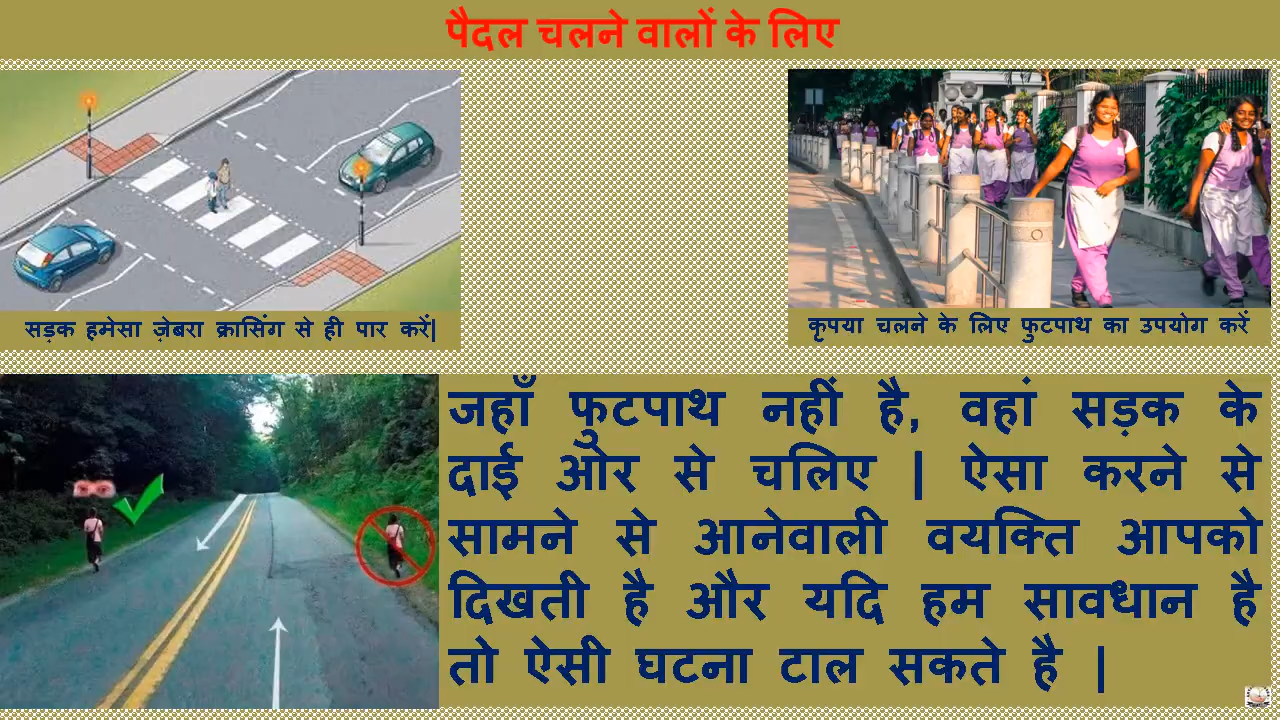 पैदल चलने वालों के लिए
सड़क हमेसा ज़ेबरा क्रासिंग से ही पार करें|
कृपया चलने के लिए फुटपाथ का उपयोग करें
जहाँ फुटपाथ नहीं है, वहां सड़क के
दाई ओर से चलिए | ऐसा करने से
सामने से आनेवाली वयक्ति आपको
दिखती है और यदि हम सावधान है
तो ऐसी घटना टाल सकते है |